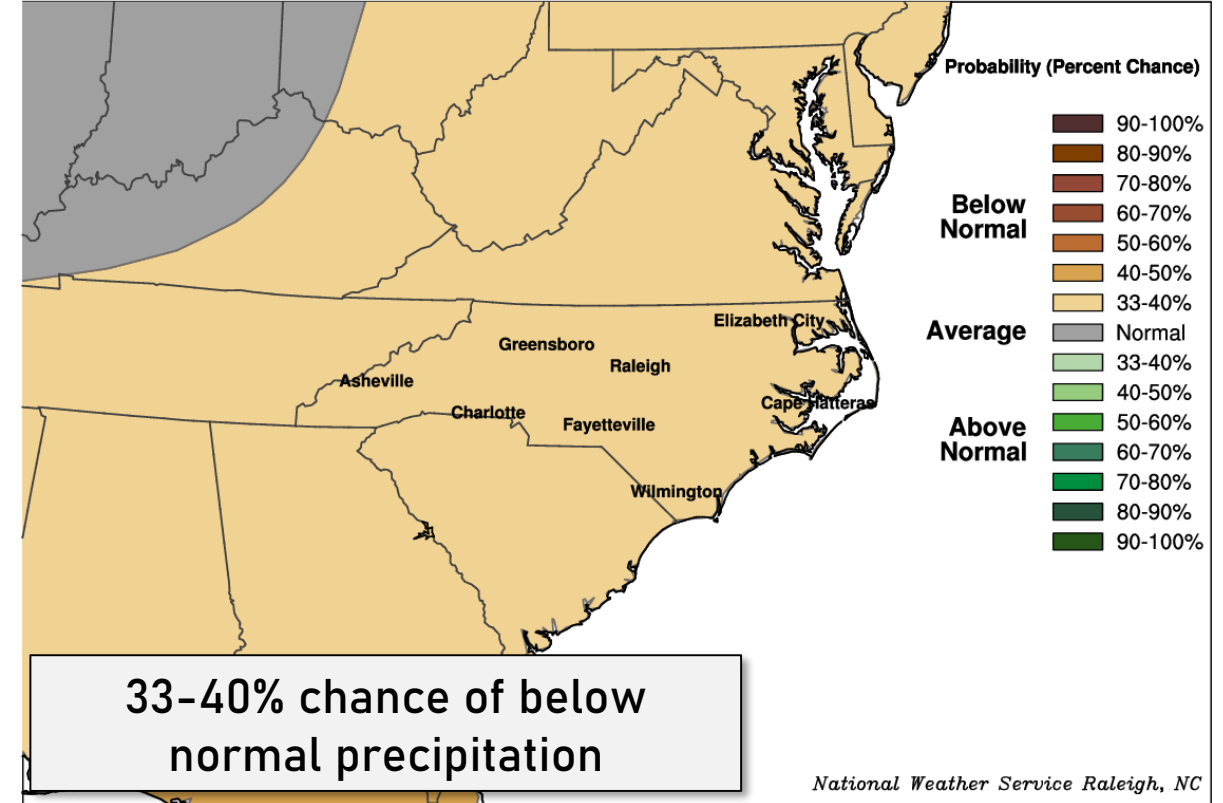 Probability (Percent Chance)
90-100%
80-90%
70-80%
60-70%
Below
Normal
50-60%
40-50%
33-40%
Average
Normal
33-40%
40-50%
50-60%
Above
Normal
60-70%
70-80%
80-90%
90-100%
Elizabeth City
Greensboro
Raleigh
Asheville
Cape Hatteras
Charlotte
Fayetteville
Wilmington
33-40% chance of below
normal precipitation
National Weather Service Raleigh, NC